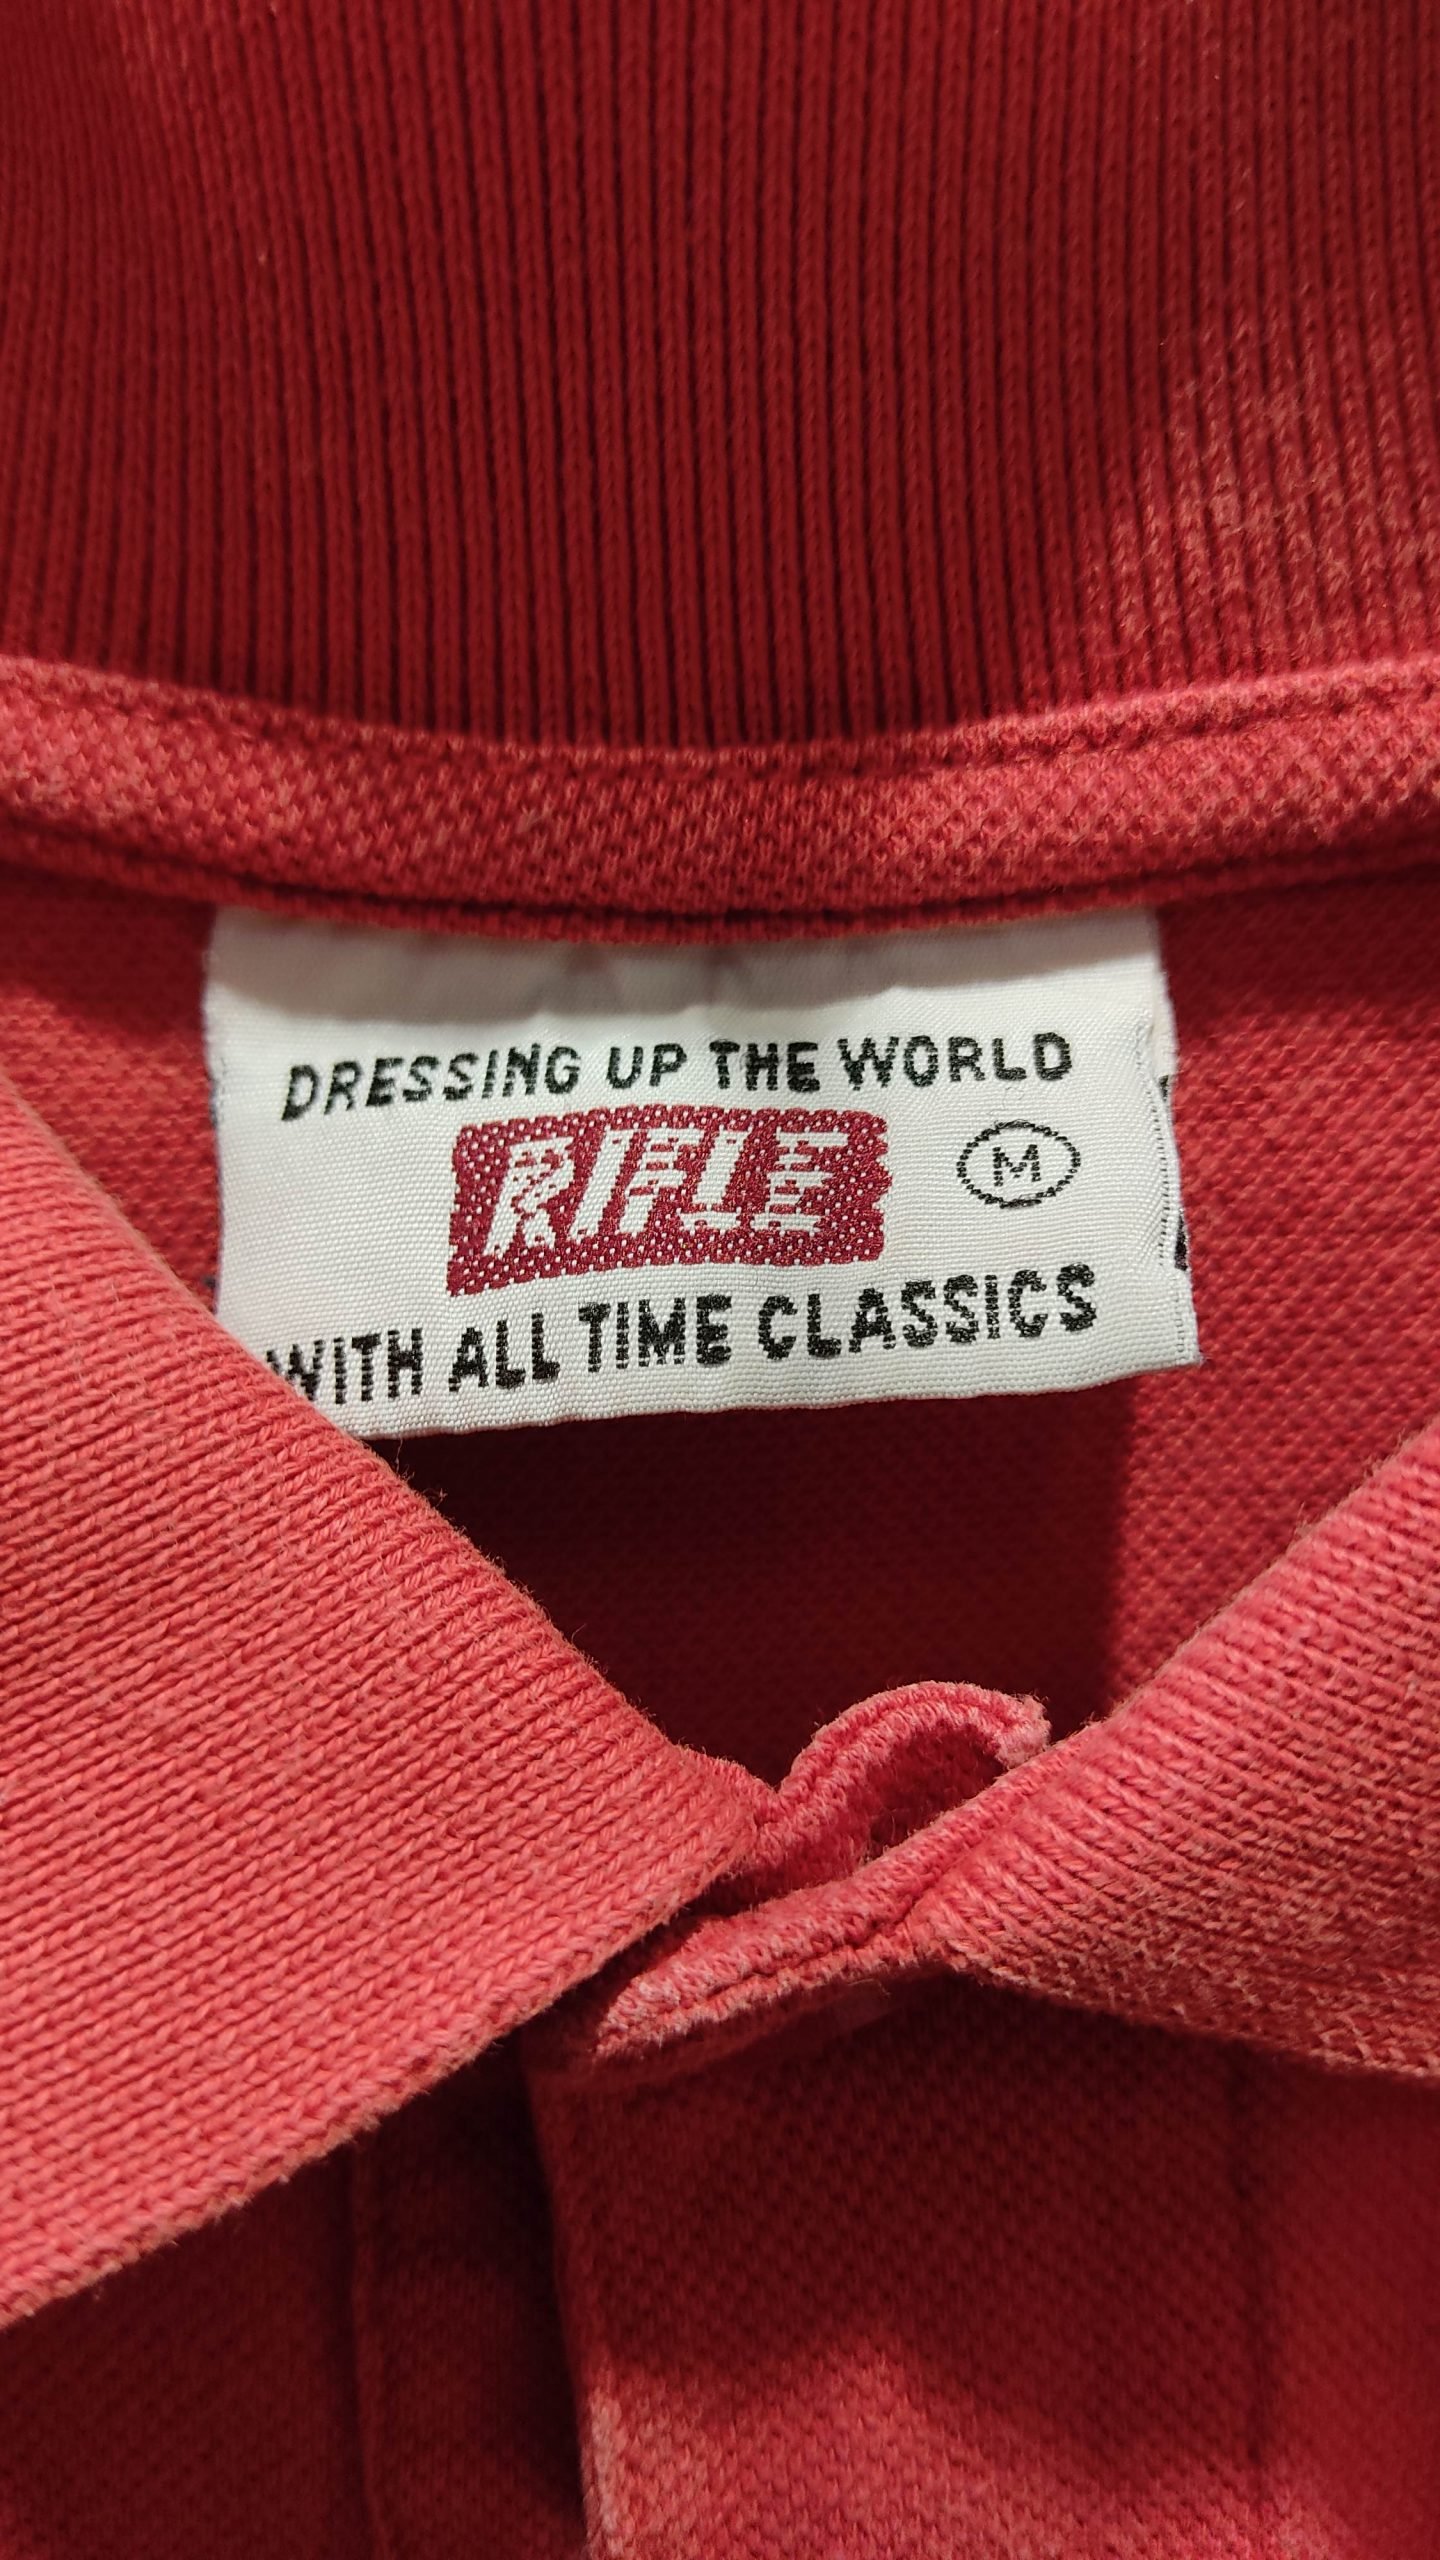 DRESSING UP THE WORLD
RIFLE
M
WITH ALL TIME CLASSICS